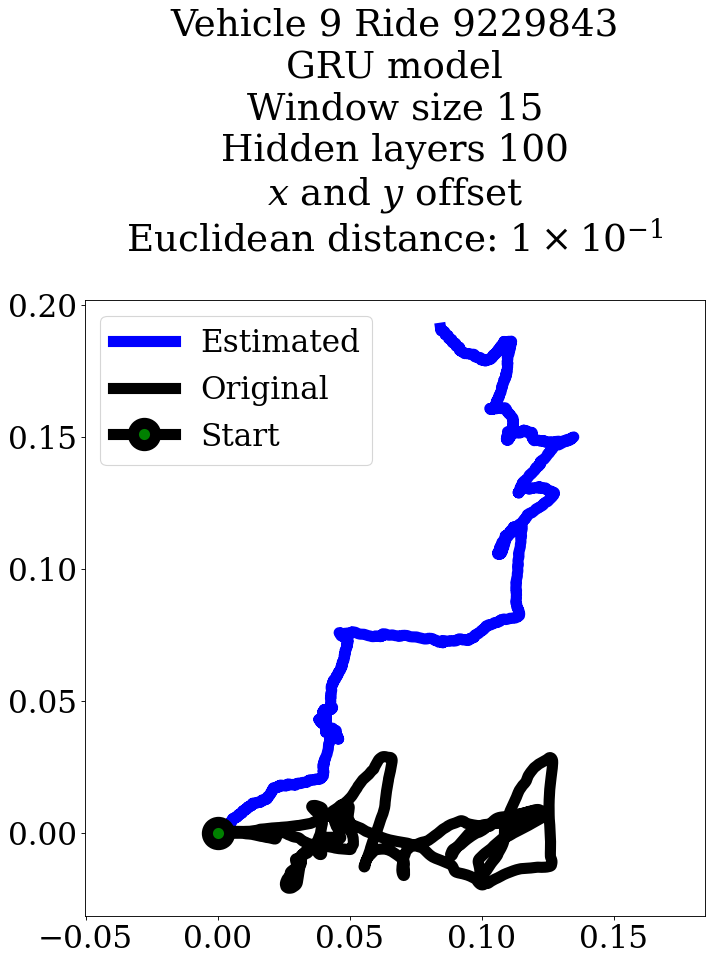 Vehicle 9 Ride 9229843
GRU model
Window size 15
Hidden layers 100
x and y offset
Euclidean distance: 1 × 10⁻¹
Estimated
Original
Start
0.20
0.15
0.10
0.05
0.00
−0.05 0.00 0.05 0.10 0.15